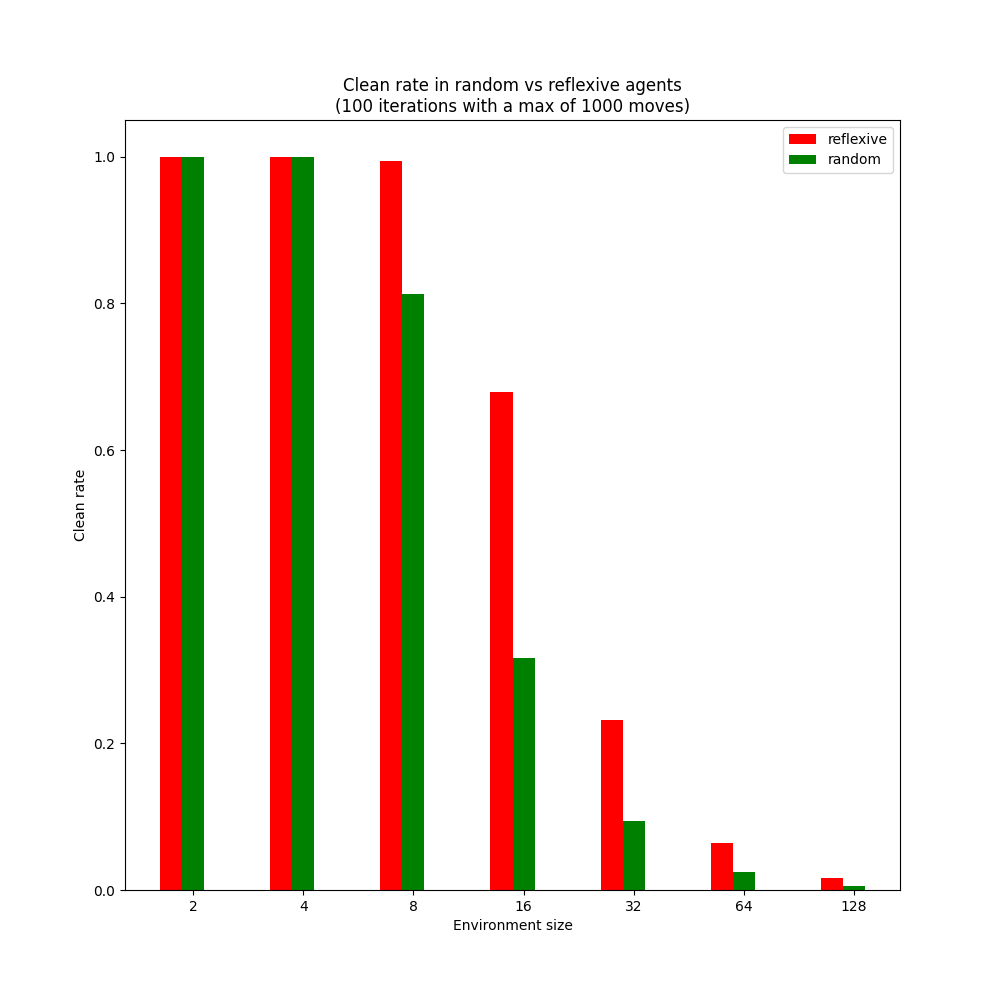 Clean rate in random vs reflexive agents
(100 iterations with a max of 1000 moves)
reflexive
random
1.0
0.8
0.6
0.4
0.2
0.0
Clean rate
2 4 8 16 32 64 128
Environment size